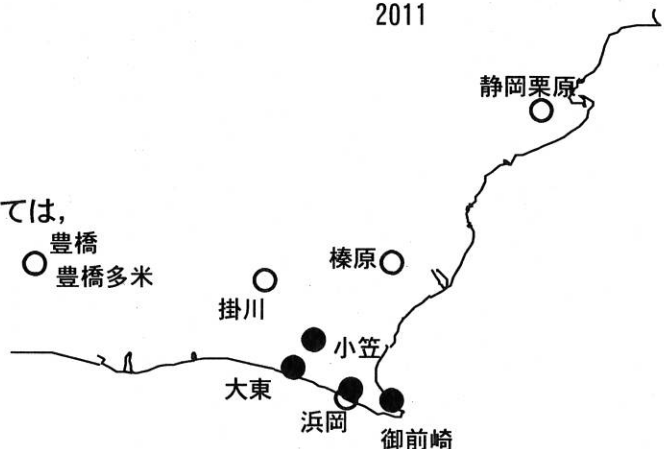 2011
静岡栗原
ては,
豊橋
豊橋多米
榛原
掛川
小笠
大東
浜岡
御前崎